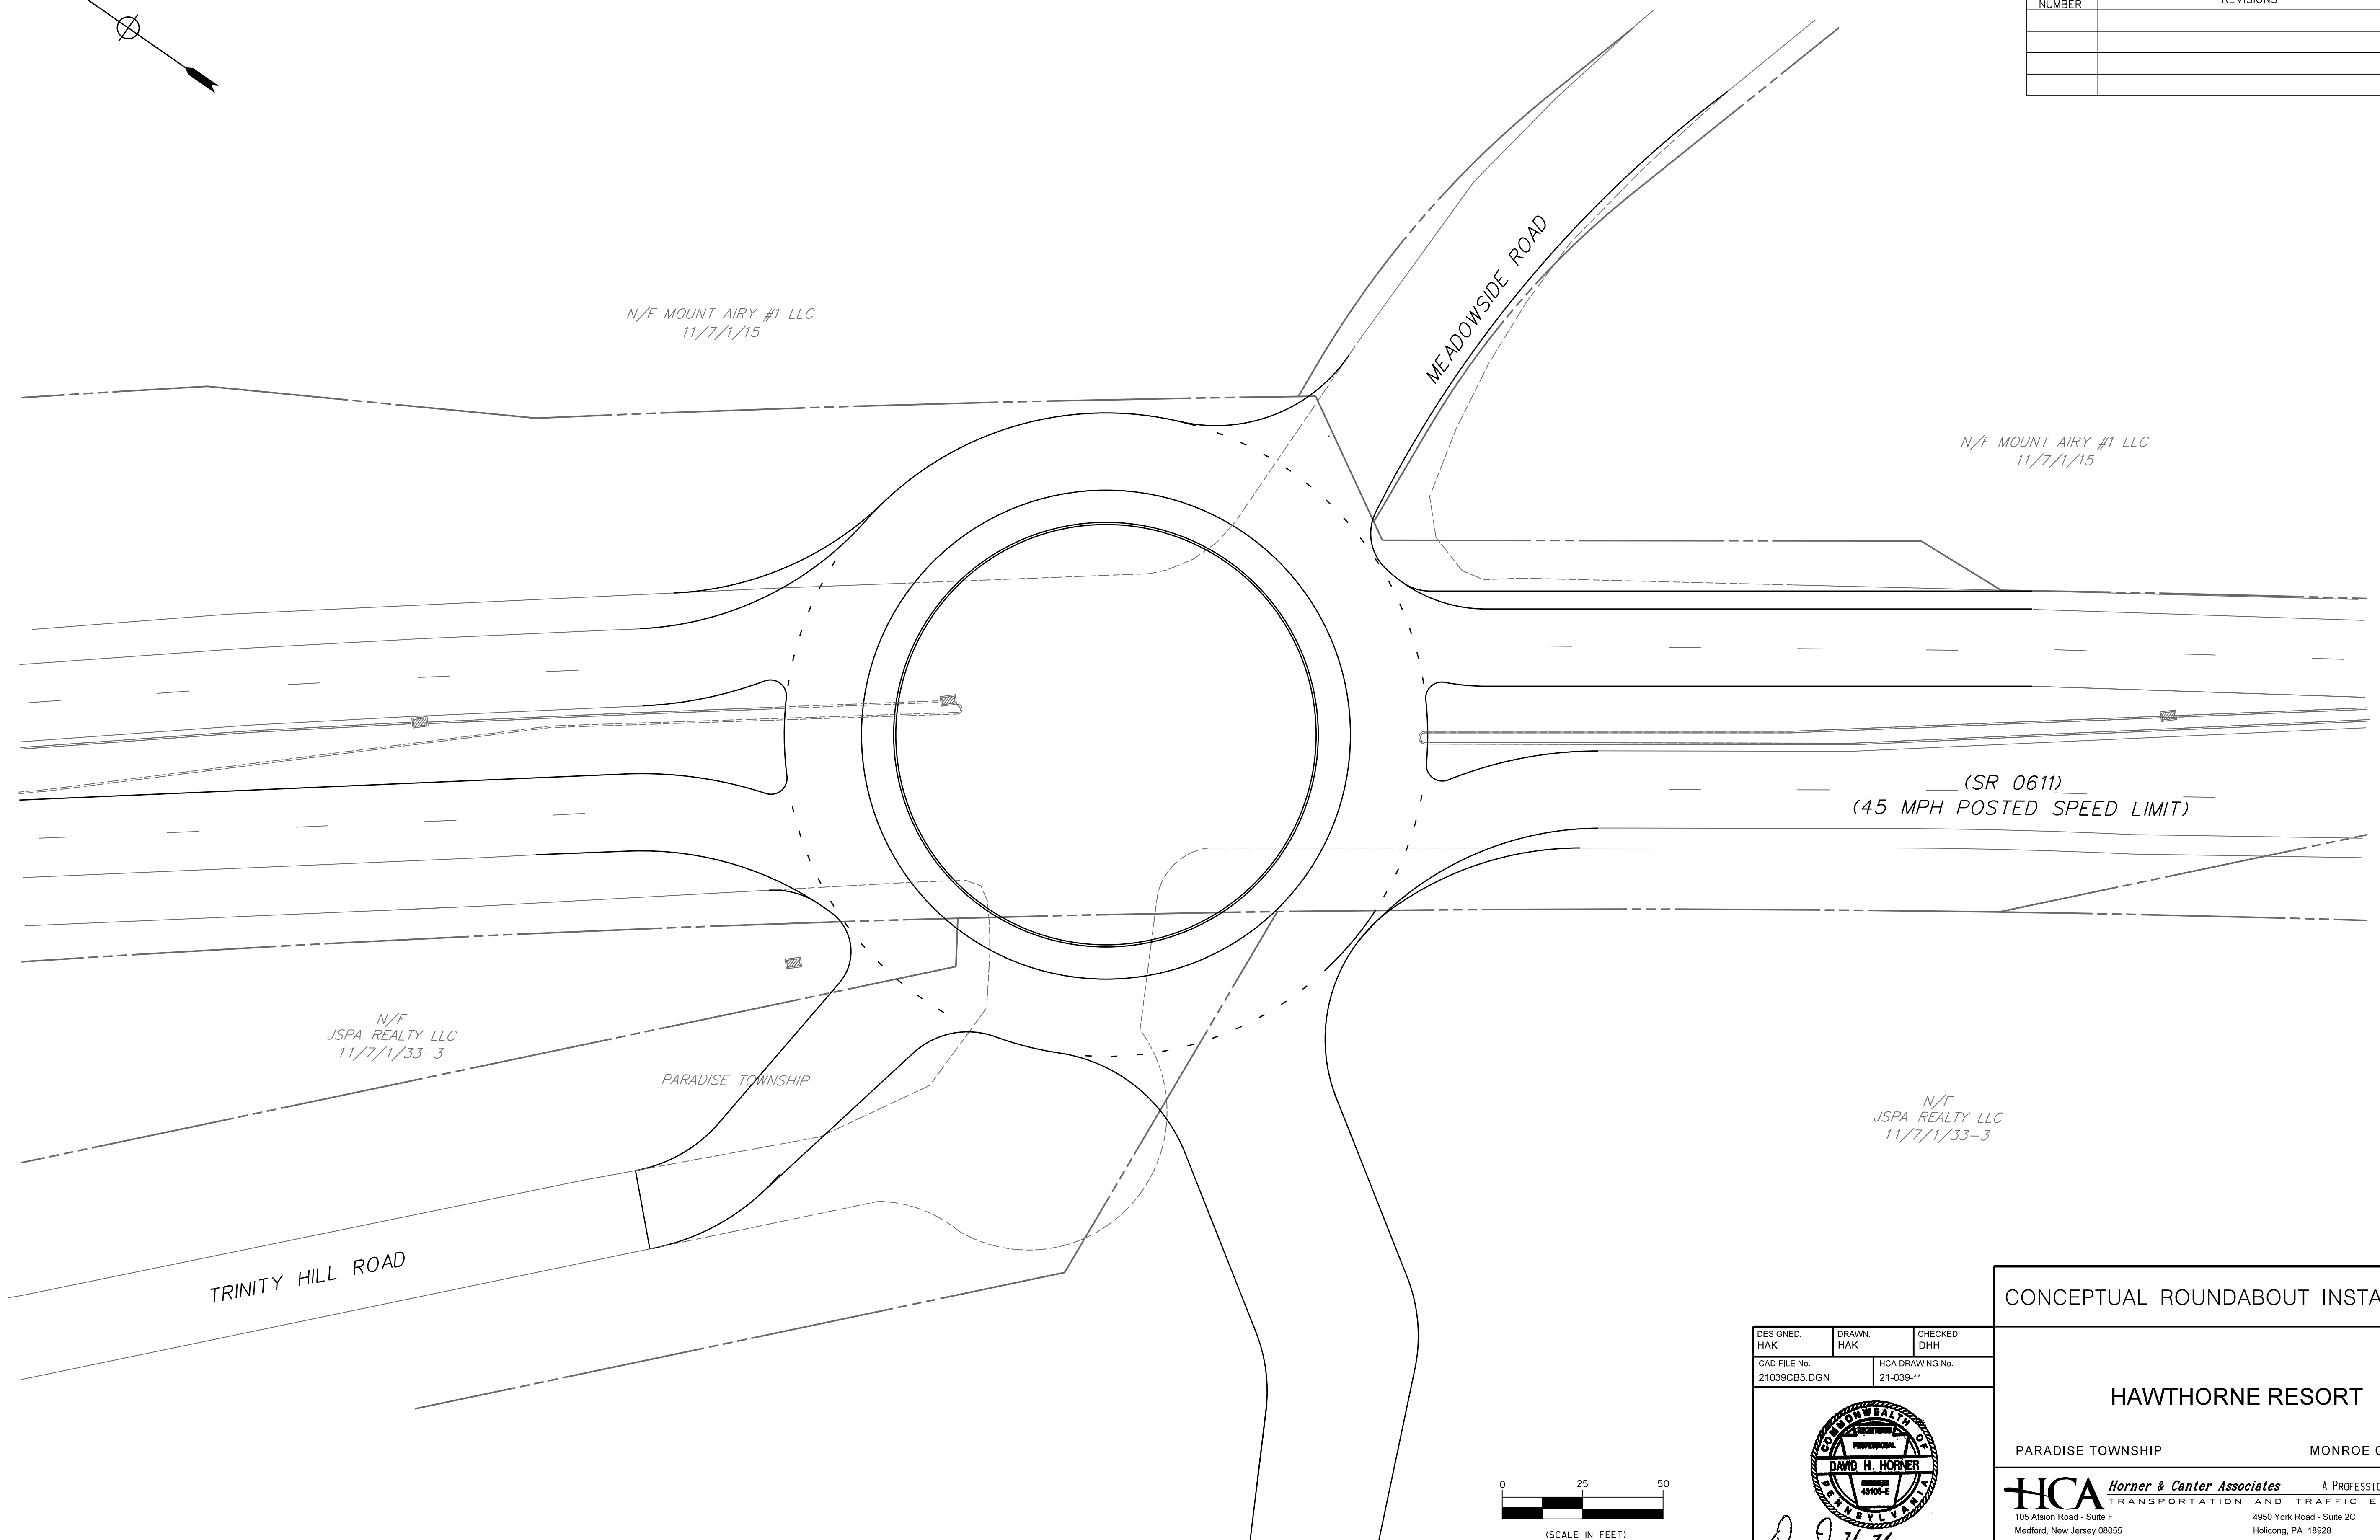 NUMBER
REVISIONS
MEADOWSIDE ROAD
N/F MOUNT AIRY #1 LLC
11/7/1/15
N/F MOUNT AIRY #1 LLC
11/7/1/15
(SR 0611)
(45 MPH POSTED SPEED LIMIT)
N/F
JSPA REALTY LLC
11/7/1/33-3
PARADISE TOWNSHIP
N/F
JSPA REALTY LLC
11/7/1/33-3
TRINITY HILL ROAD
0 25 50
(SCALE IN FEET)
CONCEPTUAL ROUNDABOUT INSTA
DESIGNED:
HAK
DRAWN:
HAK
CHECKED:
DHH
CAD FILE No.
21039CB5.DGN
HCA DRAWING No.
21-039-**
COMMONWEALTH OF
REGISTERED
PROFESSIONAL
DAVID H. HORNER
ENGINEER
43105-E
PENNSYLVANIA
HAWTHORNE RESORT
PARADISE TOWNSHIP
MONROE C
HCA Horner & Canter Associates A PROFESSIO
TRANSPORTATION AND TRAFFIC E
105 Atsion Road - Suite F
Medford, New Jersey 08055
4950 York Road - Suite 2C
Holicong, PA 18928